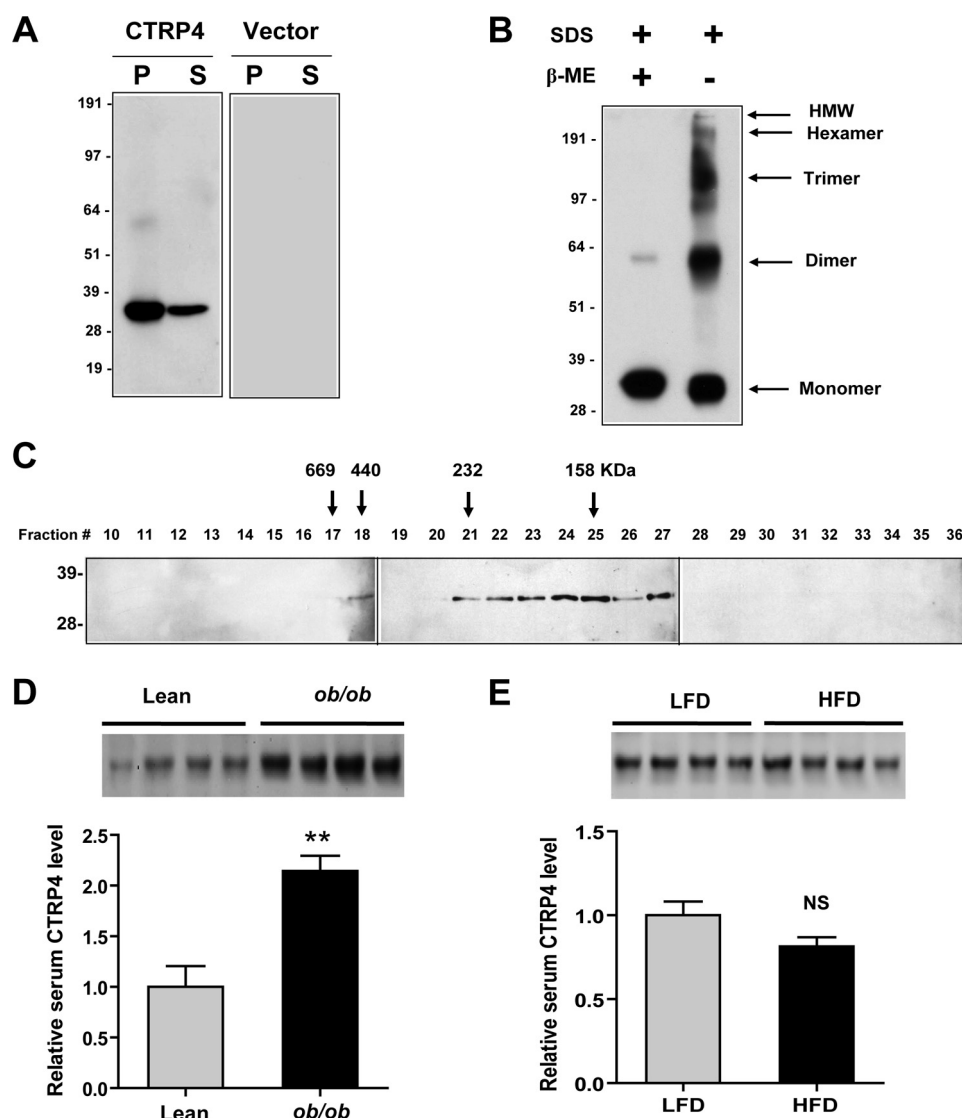 A
CTRP4 Vector
P S P S
191 -
97 -
64 -
51 -
39 -
28 -
19 -
B
SDS + +
β-ME + -
HMW
191 -
Hexamer
Trimer
97 -
64 -
Dimer
51 -
39 -
Monomer
28 -
C
669 440 232 158 KDa
Fraction # 10 11 12 13 14 15 16 17 18 19 20 21 22 23 24 25 26 27 28 29 30 31 32 33 34 35 36
39-
28-
D
Lean ob/ob
Relative serum CTRP4 level
2.5
2.0
1.5
1.0
0.5
0.0
**
Lean ob/ob
E
LFD HFD
Relative serum CTRP4 level
1.5
1.0
0.5
0.0
NS
LFD HFD